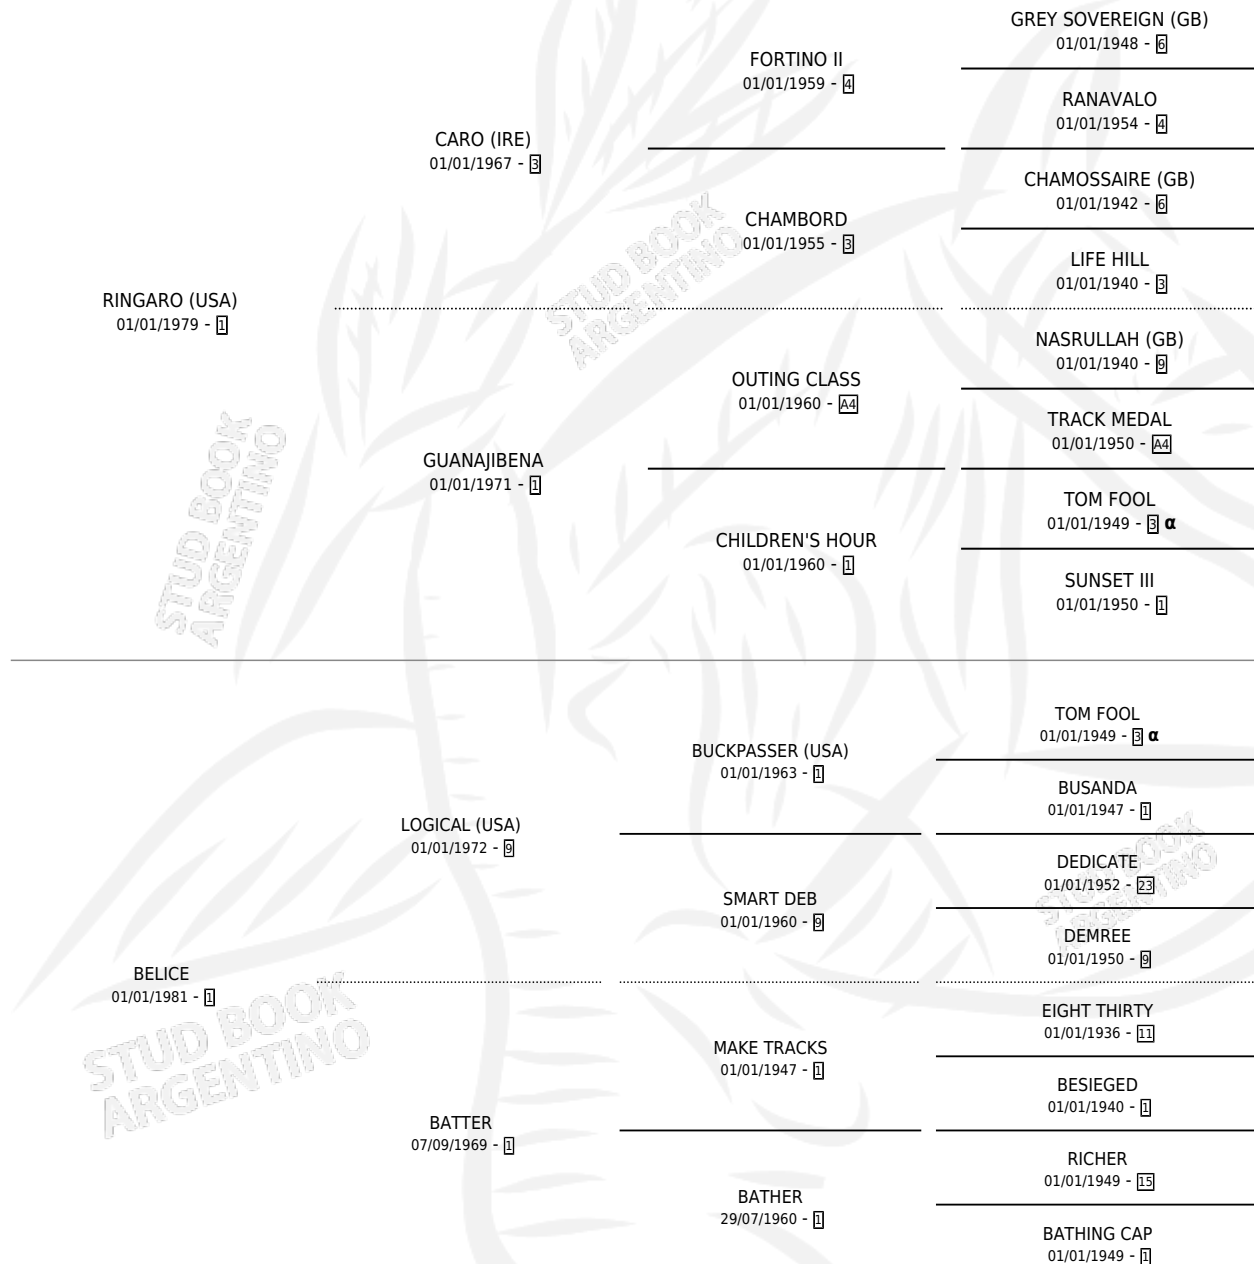 GREY SOVEREIGN (GB)
01/01/1948 - 6
FORTINO II
01/01/1959 - 4
RANAVALO
01/01/1954 - 4
CARO (IRE)
01/01/1967 - 3
CHAMOSSAIRE (GB)
01/01/1942 - 6
CHAMBORD
01/01/1955 - 3
LIFE HILL
01/01/1940 - 3
STUD BOOK
ARGENTINO
RINGARO (USA)
01/01/1979 - 1
NASRULLAH (GB)
01/01/1940 - 9
OUTING CLASS
01/01/1960 - A4
TRACK MEDAL
01/01/1950 - A4
GUANAJIBENA
01/01/1971 - 1
TOM FOOL
01/01/1949 - 3 α
CHILDREN'S HOUR
01/01/1960 - 1
SUNSET III
01/01/1950 - 1
STUD BOOK
ARGENTINO
TOM FOOL
01/01/1949 - 3 α
BUCKPASSER (USA)
01/01/1963 - 1
BUSANDA
01/01/1947 - 1
LOGICAL (USA)
01/01/1972 - 9
DEDICATE
01/01/1952 - 23
SMART DEB
01/01/1960 - 9
DEMREE
01/01/1950 - 9
STUD BOOK
ARGENTINO
BELICE
01/01/1981 - 1
EIGHT THIRTY
01/01/1936 - 11
MAKE TRACKS
01/01/1947 - 1
BESIEGED
01/01/1940 - 1
STUD BOOK
ARGENTINO
BATTER
07/09/1969 - 1
RICHER
01/01/1949 - 15
BATHER
29/07/1960 - 1
BATHING CAP
01/01/1949 - 1